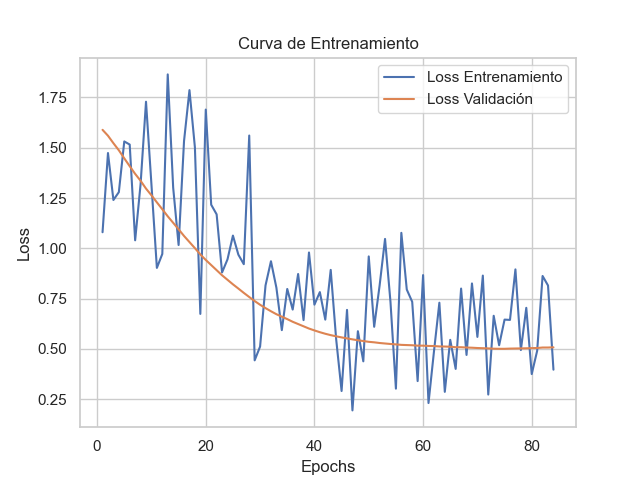 Curva de Entrenamiento
Loss Entrenamiento
Loss Validación
Loss
1.75
1.50
1.25
1.00
0.75
0.50
0.25
0 20 40 60 80
Epochs